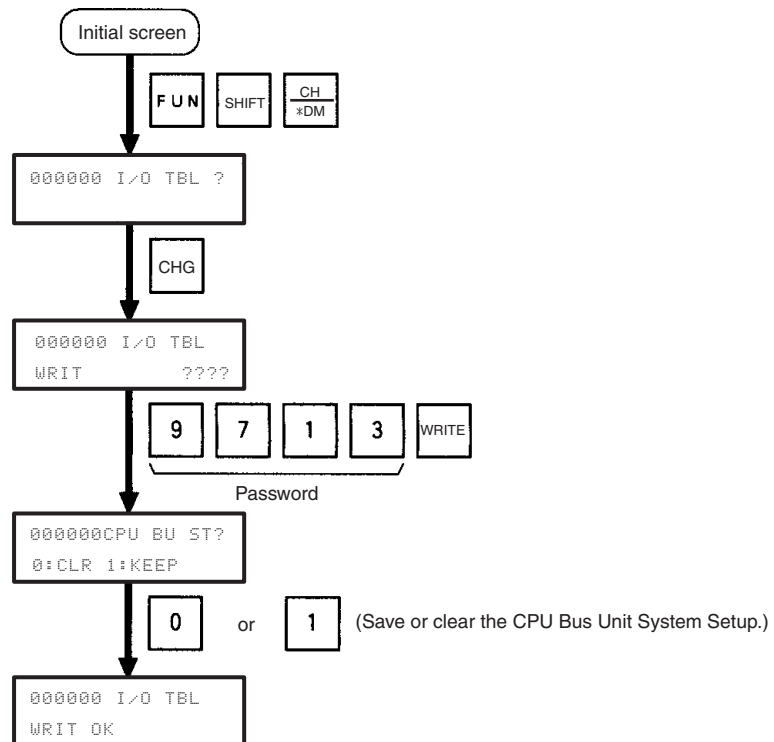 Initial screen
FUN SHIFT CH
*DM
000000 I/O TBL ?
CHG
000000 I/O TBL
WRIT ????
9 7 1 3 WRITE
Password
000000CPU BU ST?
0:CLR 1:KEEP
0 or 1 (Save or clear the CPU Bus Unit System Setup.)
000000 I/O TBL
WRIT OK